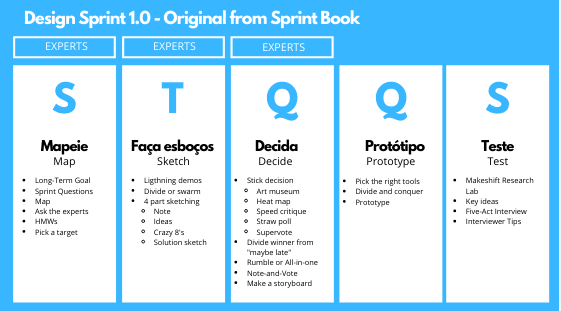 Design Sprint 1.0 - Original from Sprint Book
EXPERTS
EXPERTS
EXPERTS
S
Mapeie
Map
Long-Term Goal
Sprint Questions
Map
Ask the experts
HMWs
Pick a target
T
Faça esboços
Sketch
Ligthning demos
Divide or swarm
4 part sketching
Note
Ideas
Crazy 8's
Solution sketch
Q
Decida
Decide
Stick decision
Art museum
Heat map
Speed critique
Straw poll
Supervote
Divide winner from
"maybe late"
Rumble or All-in-one
Note-and-Vote
Make a storyboard
Q
Protótipo
Prototype
Pick the right tools
Divide and conquer
Prototype
S
Teste
Test
Makeshift Research
Lab
Key ideas
Five-Act Interview
Interviewer Tips